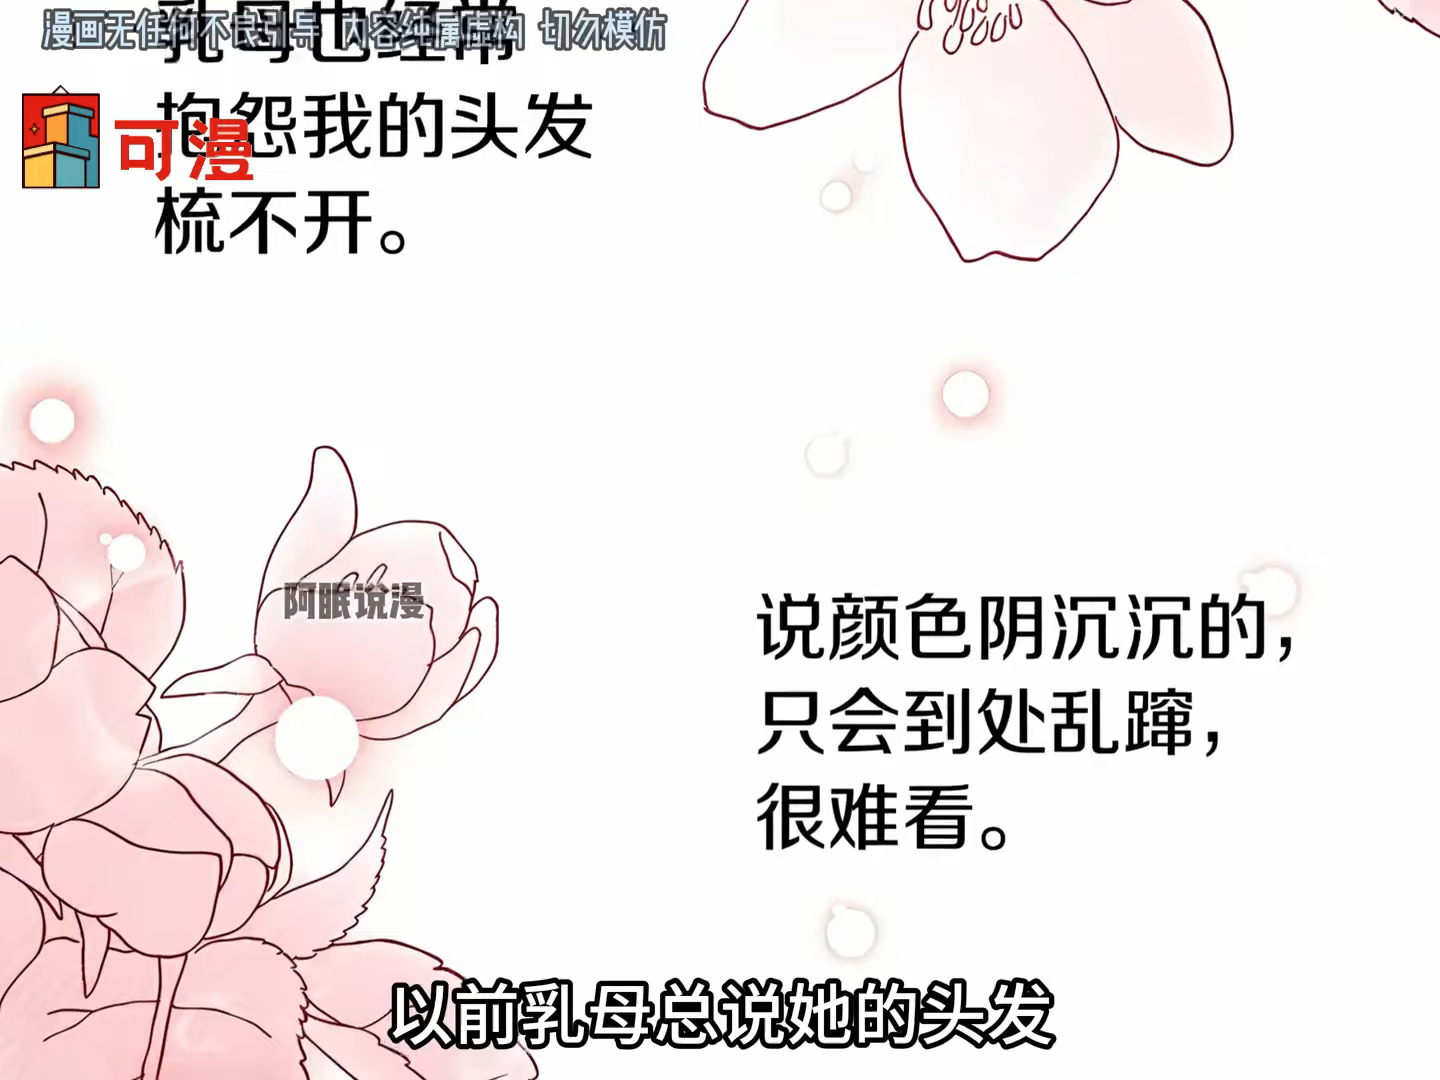 漫画无任何不良引导 内容纯属虚构 切勿模仿
乳母也经常
抱怨我的头发
梳不开。
可漫
阿眠说漫
说颜色阴沉沉的，
只会到处乱蹿，
很难看。
以前乳母总说她的头发